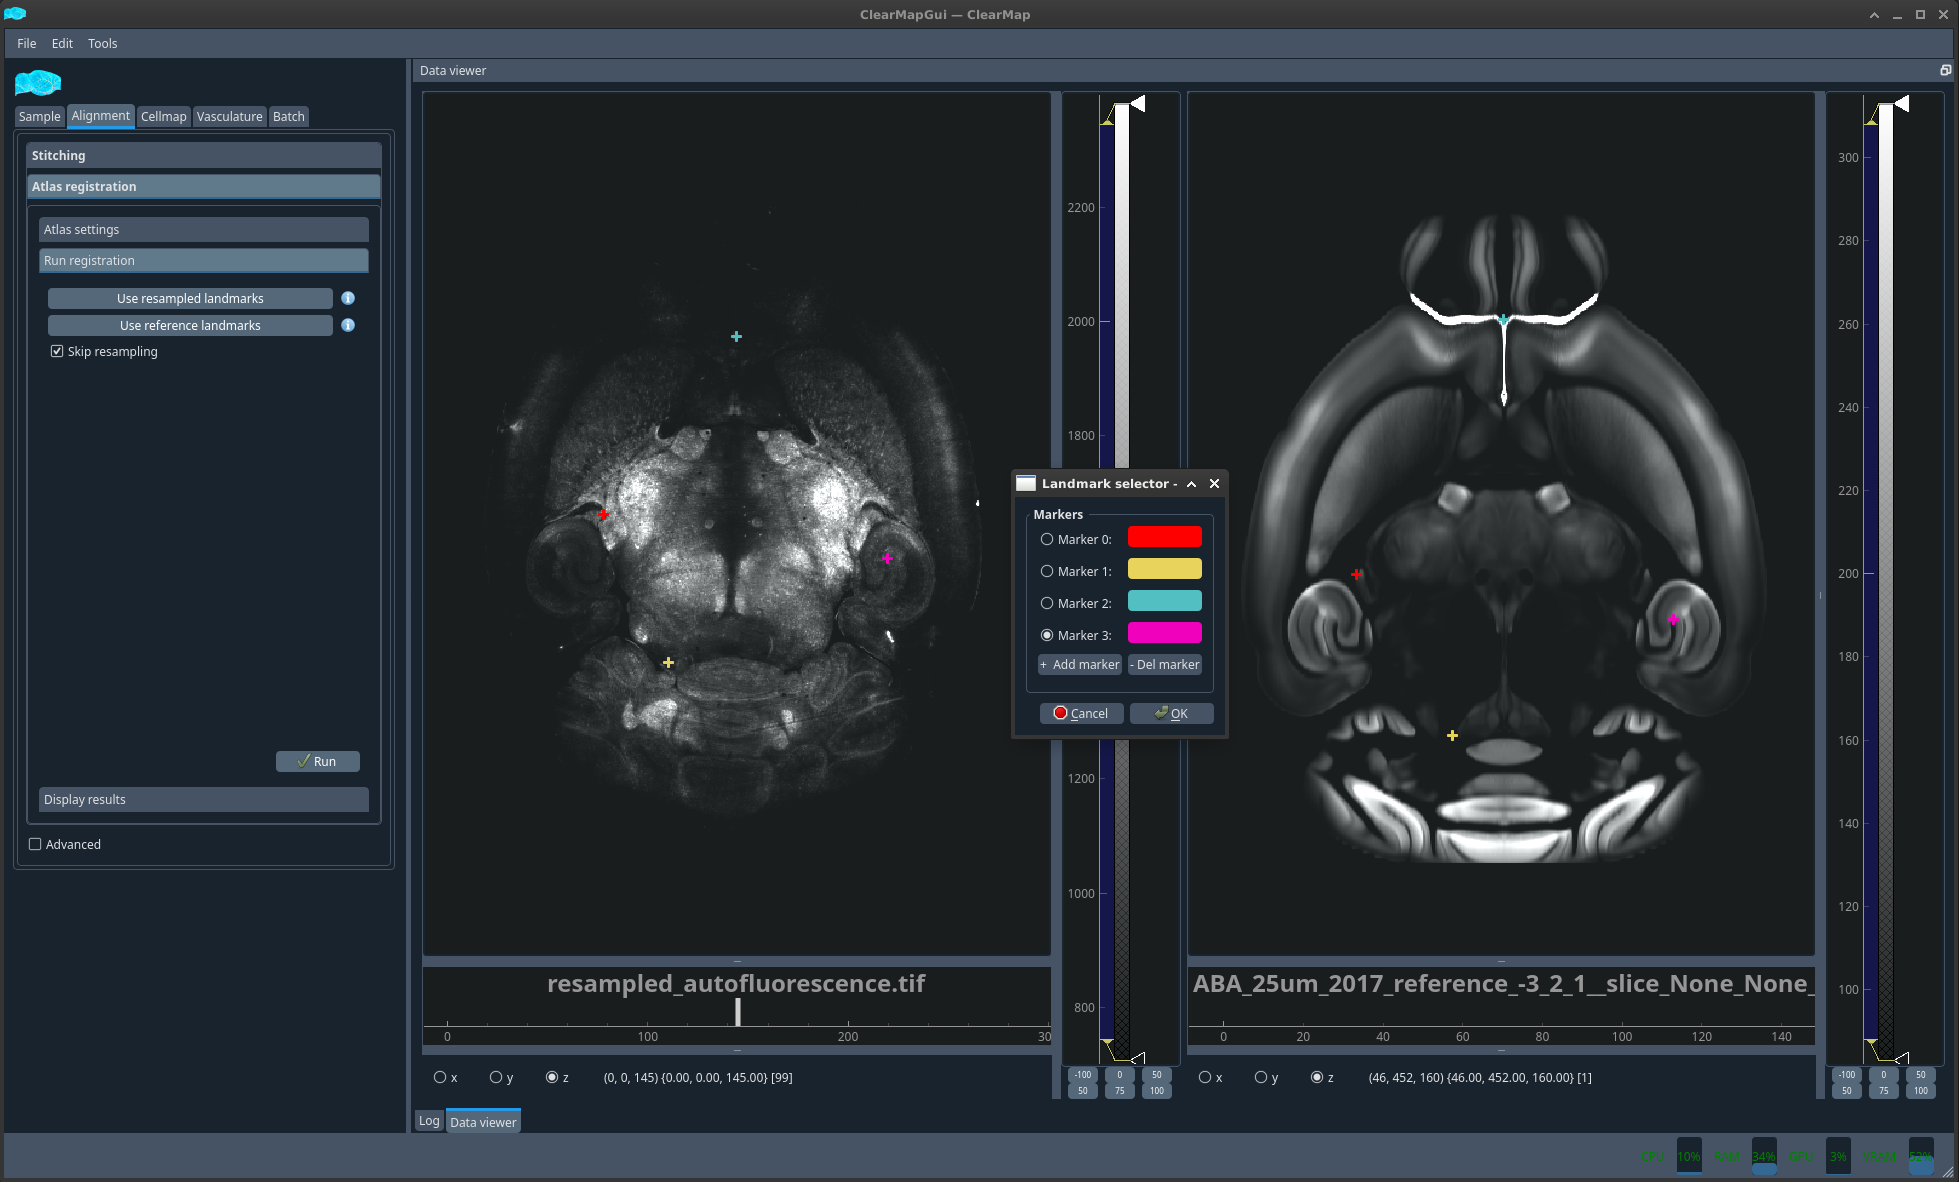 ClearMapGui — ClearMap
File Edit Tools
Data viewer
Sample Alignment Cellmap Vasculature Batch
Stitching
Atlas registration
Atlas settings
Run registration
Use resampled landmarks
Use reference landmarks
Skip resampling
Run
Display results
Advanced
2200
2000
1800
1200
1000
800
resampled_autofluorescence.tif
0 100 200 30
x y z (0, 0, 145) {0.00, 0.00, 145.00} [99]
-100 0 50
50 75 100
Landmark selector -
Markers
Marker 0:
Marker 1:
Marker 2:
Marker 3:
+ Add marker - Del marker
Cancel OK
300
280
260
240
220
200
180
160
140
120
100
ABA_25um_2017_reference_-3_2_1__slice_None_None_
0 20 40 60 80 100 120 140
x y z (46, 452, 160) {46.00, 452.00, 160.00} [1]
-100 0 50
50 75 100
Log Data viewer
CPU 10% RAM 34% GPU 3% VRAM 52%